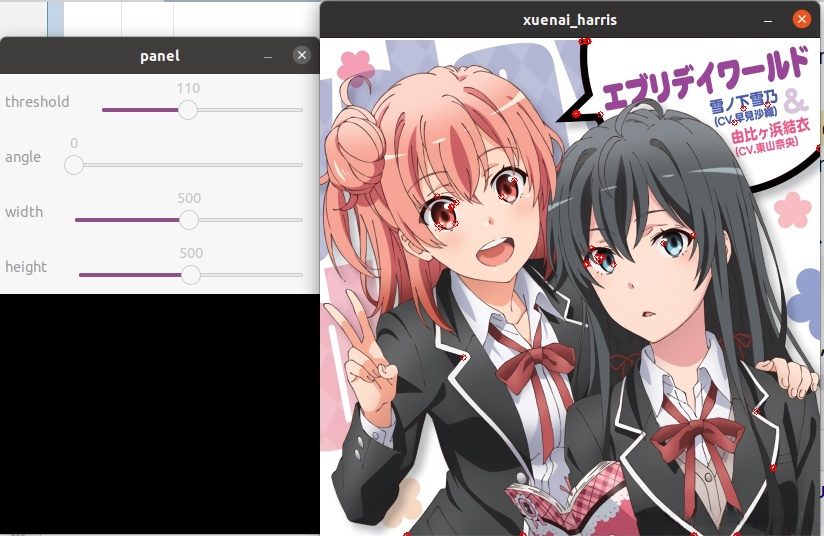 panel
threshold
110
angle
0
width
500
height
500
xuenai_harris
エブリデイワールド
雪ノ下雪乃
(CV.早見沙織)
&
由比ヶ浜結衣
(CV.東山奈央)